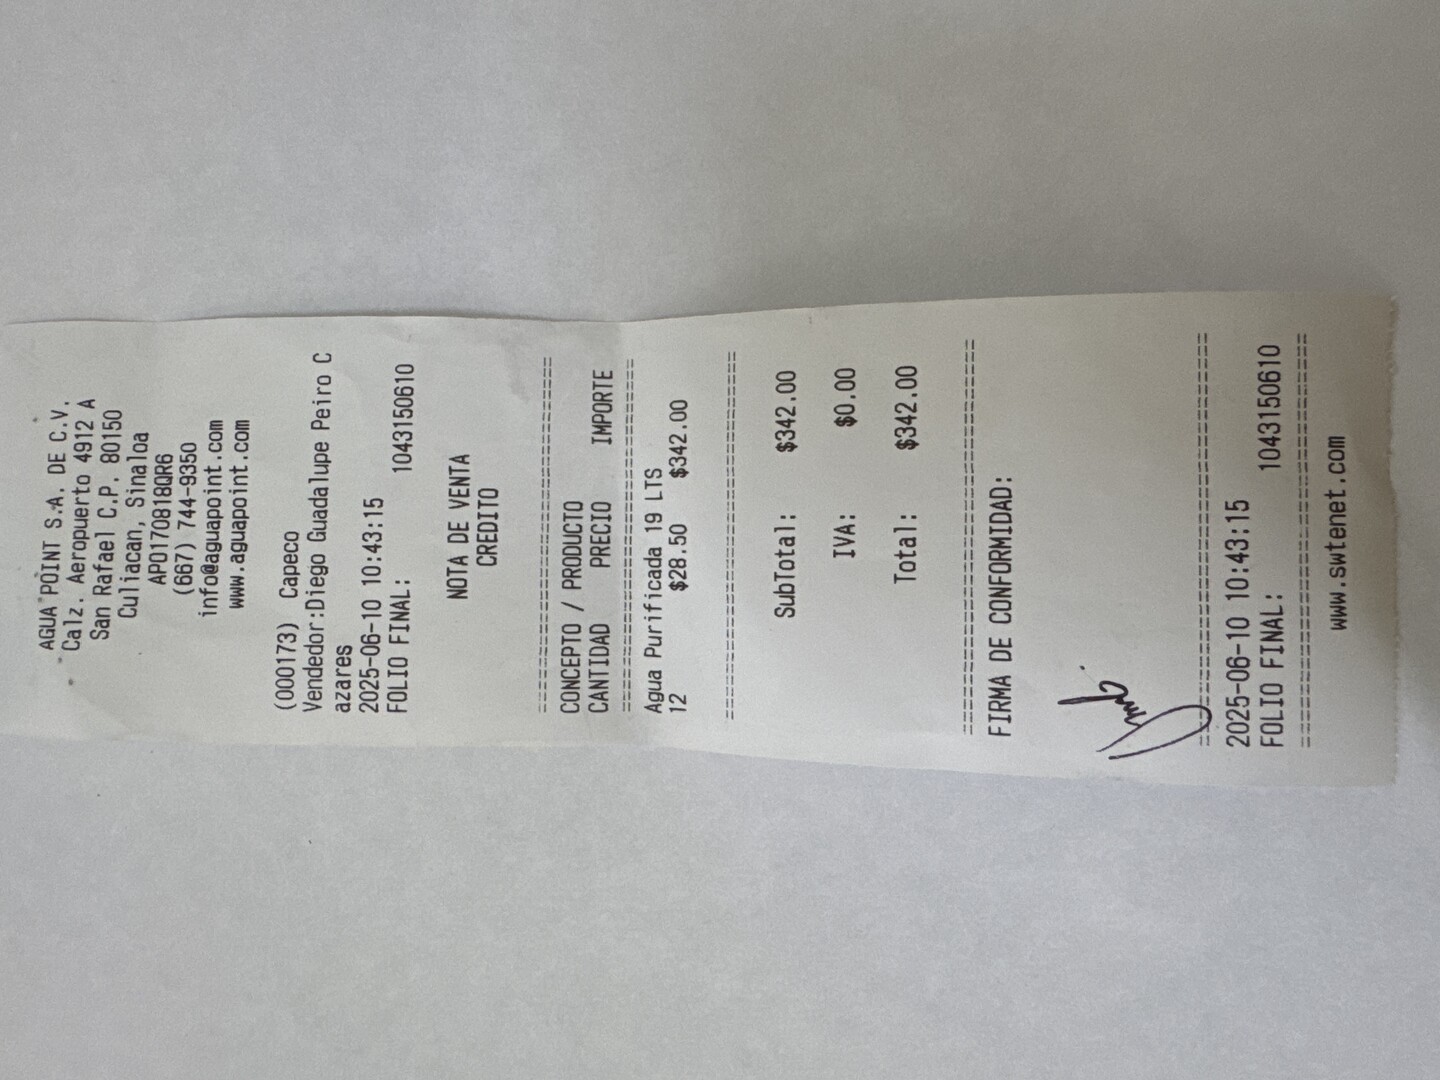 AGUA POINT S.A. DE C.V.
Calz. Aeropuerto 4912 A
San Rafael C.P. 80150
Culiacan, Sinaloa
APO170818QR6
(667) 744-9350
info@aguapoint.com
www.aguapoint.com
(000173) Capeco
Vendedor:Diego Guadalupe Peiro C
azares
2025-06-10 10:43:15
FOLIO FINAL: 1043150610
NOTA DE VENTA
CREDITO
================================
CONCEPTO / PRODUCTO
CANTIDAD PRECIO IMPORTE
================================
Agua Purificada 19 LTS
12 $28.50 $342.00
================================
SubTotal: $342.00
IVA: $0.00
Total: $342.00
================================
FIRMA DE CONFORMIDAD:
================================
2025-06-10 10:43:15
FOLIO FINAL: 1043150610
================================
www.swtenet.com